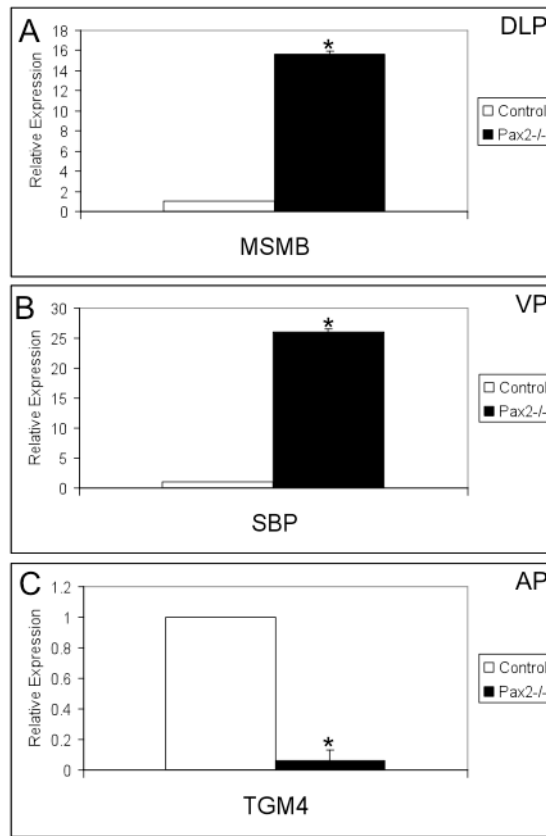 A
DLP
18
16
14
12
10
8
6
4
2
0
Relative Expression
*
Control
Pax2-/-
MSMB
B
VP
30
25
20
15
10
5
0
Relative Expression
*
Control
Pax2-/-
SBP
C
AP
1.2
1
0.8
0.6
0.4
0.2
0
Relative Expression
*
Control
Pax2-/-
TGM4